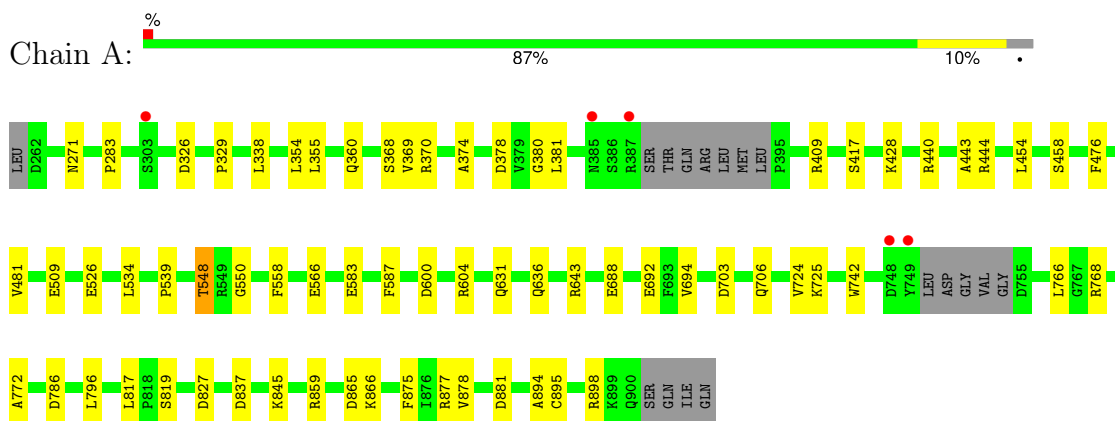 %
Chain A:
87% 10% •
LEU D262 N271 P283 S303 D326 P329 L338 L354 L355 Q360 S368 V369 R370 A374 D378 V379 G380 L381 N385 S386 R387 SER THR GLN ARG LEU MET LEU P395 R409 S417 K428 R440 A443 R444 L454 S458 F476
V481 E509 E526 L534 P539 T548 R549 G550 F558 E566 E583 F587 D600 R604 Q631 Q636 R643 E688 E692 F693 V694 D703 Q706 V724 K725 W742 D748 Y749 LEU ASP GLY VAL GLY D755 L766 G767 R768
A772 D786 L796 L817 P818 S819 D827 D837 K845 R859 D865 K866 F875 I876 R877 V878 D881 A894 C895 R898 K899 Q900 SER GLN ILE GLN